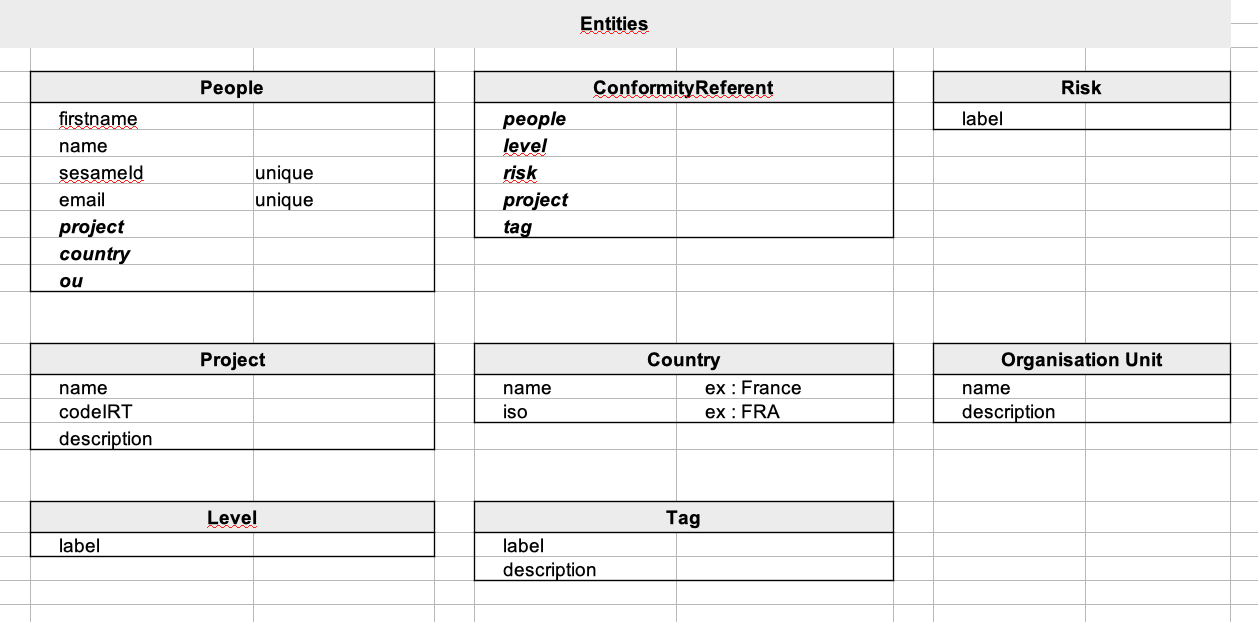 Entities
People
firstname
name
sesameId unique
email unique
project
country
ou
ConformityReferent
people
level
risk
project
tag
Risk
label
Project
name
codeIRT
description
Country
name ex : France
iso ex : FRA
Organisation Unit
name
description
Level
label
Tag
label
description